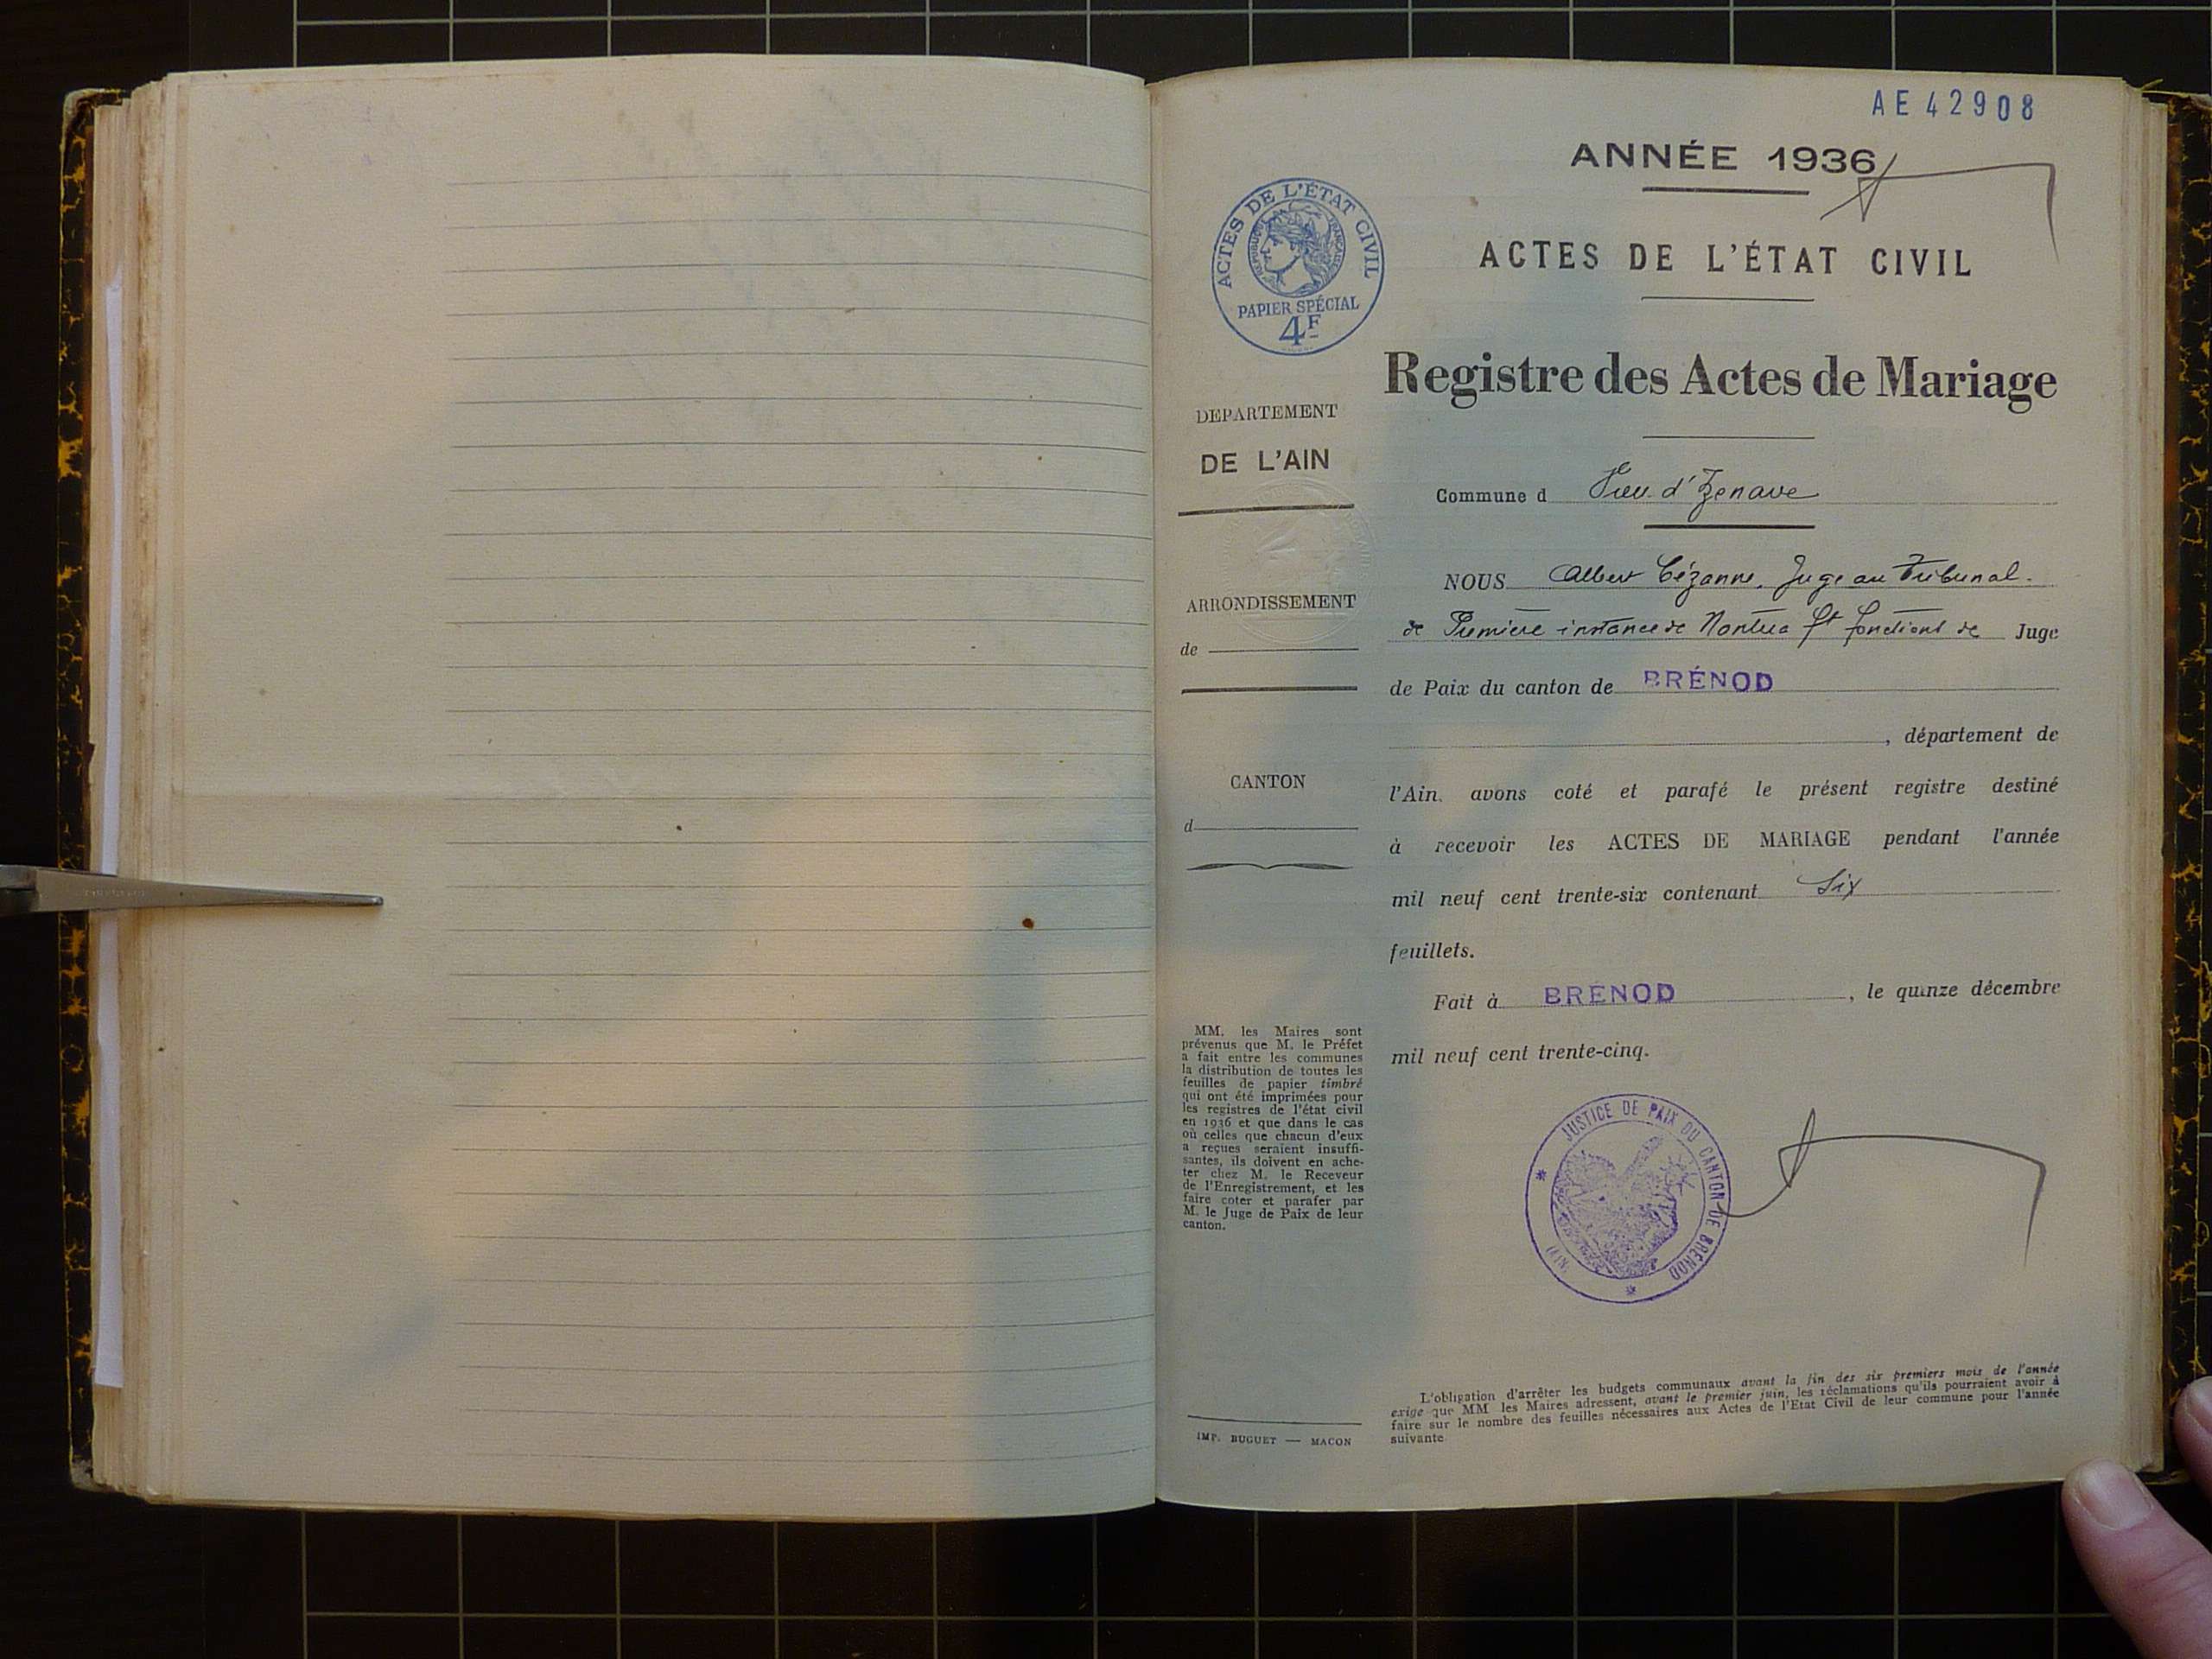 AE 42908
ANNÉE 1936
ACTES DE L'ÉTAT CIVIL
RÉPUBLIQUE FRANÇAISE
PAPIER SPÉCIAL
4F
ACTES DE L'ÉTAT CIVIL
Registre des Actes de Mariage
DEPARTEMENT
DE L'AIN
ARRONDISSEMENT
de
CANTON
d
MM. les Maires sont
prévenus que M. le Préfet
a fait entre les communes
la distribution de toutes les
feuilles de papier timbré
qui ont été imprimées pour
les registres de l'état civil
en 1936 et que dans le cas
où celles que chacun d'eux
a reçues seraient insuffi-
santes, ils doivent en ache-
ter chez M. le Receveur
de l'Enregistrement, et les
faire coter et parafer par
M. le Juge de Paix de leur
canton.
IMP. BUGUET — MACON
Commune d Vieu d'Izenave
NOUS Albert Cézanne, Juge au Tribunal
de Première instance de Nantua ft fonctions de Juge
de Paix du canton de BRÉNOD
, département de
l'Ain, avons coté et parafé le présent registre destiné
à recevoir les ACTES DE MARIAGE pendant l'année
mil neuf cent trente-six contenant Six
feuillets.
Fait à BRÉNOD, le quinze décembre
mil neuf cent trente-cinq.
JUSTICE DE PAIX DU CANTON DE BRÉNOD
(AIN)
L'obligation d'arrêter les budgets communaux avant la fin des six premiers mois de l'année
exige que MM les Maires adressent, avant le premier juin, les réclamations qu'ils pourraient avoir à
faire sur le nombre des feuilles nécessaires aux Actes de l'Etat Civil de leur commune pour l'année
suivante